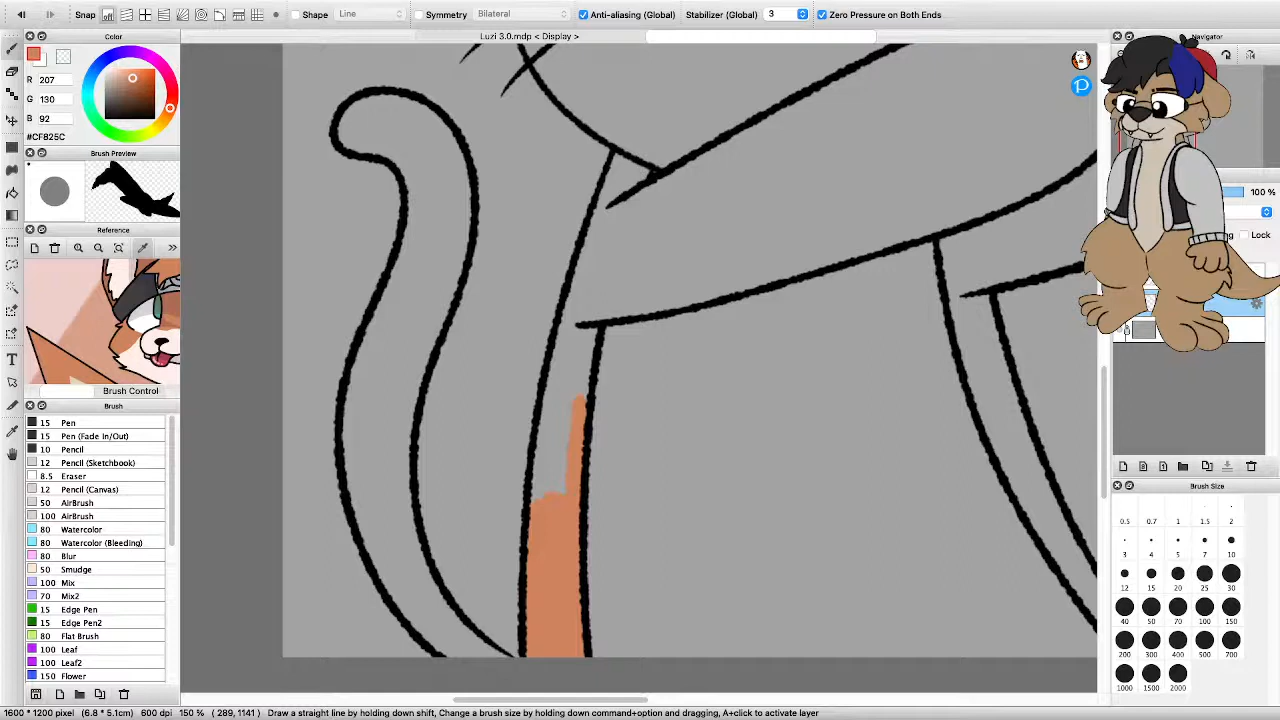 Snap Shape Line Symmetry Bilateral Anti-aliasing (Global) Stabilizer (Global) 3 Zero Pressure on Both Ends
Color
R 207
G 130
B 92
#CF825C
Brush Preview
Reference
Brush Control
Brush
15 Pen
15 Pen (Fade In/Out)
10 Pencil
12 Pencil (Sketchbook)
8.5 Eraser
12 Pencil (Canvas)
50 AirBrush
100 AirBrush
80 Watercolor
80 Watercolor (Bleeding)
80 Blur
50 Smudge
100 Mix
70 Mix2
15 Edge Pen
15 Edge Pen2
80 Flat Brush
100 Leaf
100 Leaf2
150 Flower
Luzi 3.0.mdp < Display >
Navigator
100 %
Lock
Brush Size
0.5 0.7 1 1.5 2
3 4 5 7 10
12 15 20 25 30
40 50 70 100 150
200 300 400 500 700
1000 1500 2000
1600 * 1200 pixel (6.8 * 5.1cm) 600 dpi 150 % ( 289, 1141 ) Draw a straight line by holding down shift, Change a brush size by holding down command+option and dragging, A+click to activate layer